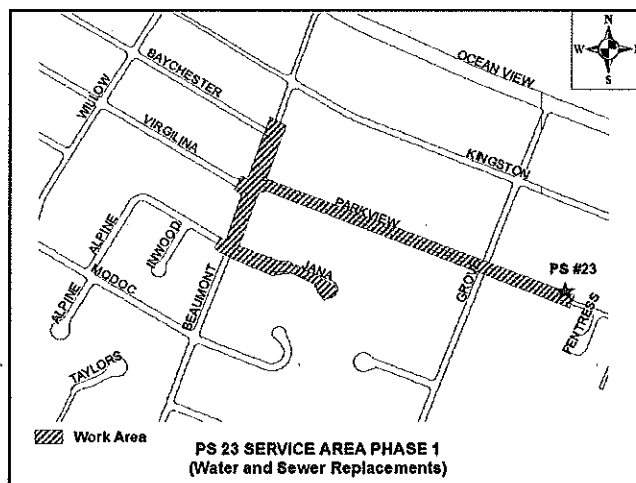 N
W E
S
OCEAN VIEW
BAYCHESTER
WILLOW
VIRGILINA
KINGSTON
PARKVIEW
ALPINE
INWOOD
JANA
GROVE
PS #23
MODOC
BEAUMONT
ALPINE
FENTRESS
TAYLORS
Work Area
PS 23 SERVICE AREA PHASE 1
(Water and Sewer Replacements)